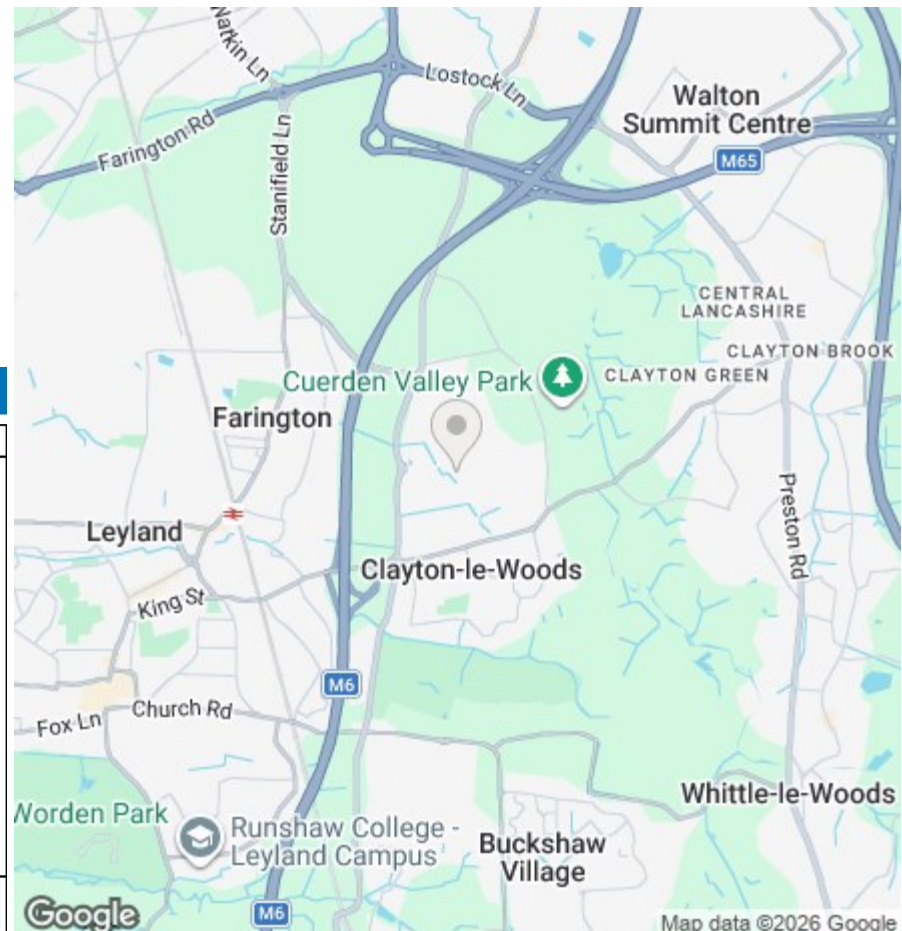 Watkin Ln
Lostock Ln
Walton
Summit Centre
Farington Rd
M65
Stanifield Ln
CENTRAL
LANCASHIRE
CLAYTON BROOK
Cuerden Valley Park
CLAYTON GREEN
Farington
Leyland
Preston Rd
Clayton-le-Woods
King St
M6
Church Rd
Fox Ln
Whittle-le-Woods
Worden Park
Runshaw College -
Leyland Campus
Buckshaw
Village
Google
M6
Map data ©2026 Google